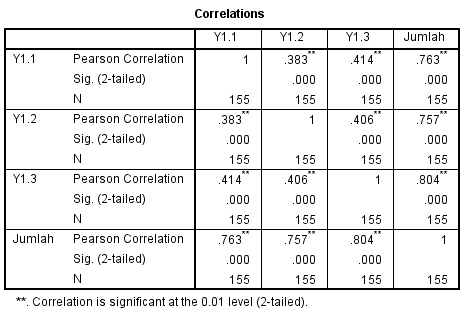 Correlations
Y1.1 Y1.2 Y1.3 Jumlah
Y1.1 Pearson Correlation 1 .383** .414** .763**
Sig. (2-tailed) .000 .000 .000
N 155 155 155 155
Y1.2 Pearson Correlation .383** 1 .406** .757**
Sig. (2-tailed) .000 .000 .000
N 155 155 155 155
Y1.3 Pearson Correlation .414** .406** 1 .804**
Sig. (2-tailed) .000 .000 .000
N 155 155 155 155
Jumlah Pearson Correlation .763** .757** .804** 1
Sig. (2-tailed) .000 .000 .000
N 155 155 155 155
**. Correlation is significant at the 0.01 level (2-tailed).